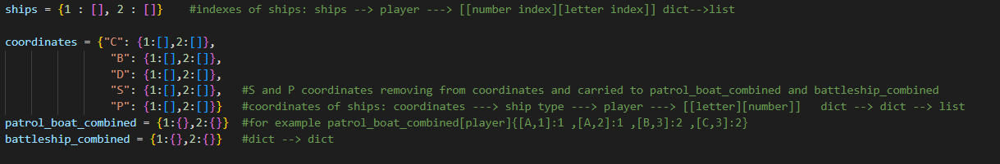 ships = {1 : [], 2 : []}    #indexes of ships: ships --> player ---> [[number index][letter index]] dict-->list

coordinates = {"C": {1:[],2:[]},
                "B": {1:[],2:[]},
                "D": {1:[],2:[]},
                "S": {1:[],2:[]},   #S and P coordinates removing from coordinates and carried to patrol_boat_combined and battleship_combined
                "P": {1:[],2:[]}}   #coordinates of ships: coordinates ---> ship type ---> player ---> [[letter][number]]   dict --> dict --> list
patrol_boat_combined = {1:{},2:{}}  #for example patrol_boat_combined[player]{[A,1]:1 ,[A,2]:1 ,[B,3]:2 ,[C,3]:2}
battleship_combined = {1:{},2:{}}   #dict --> dict